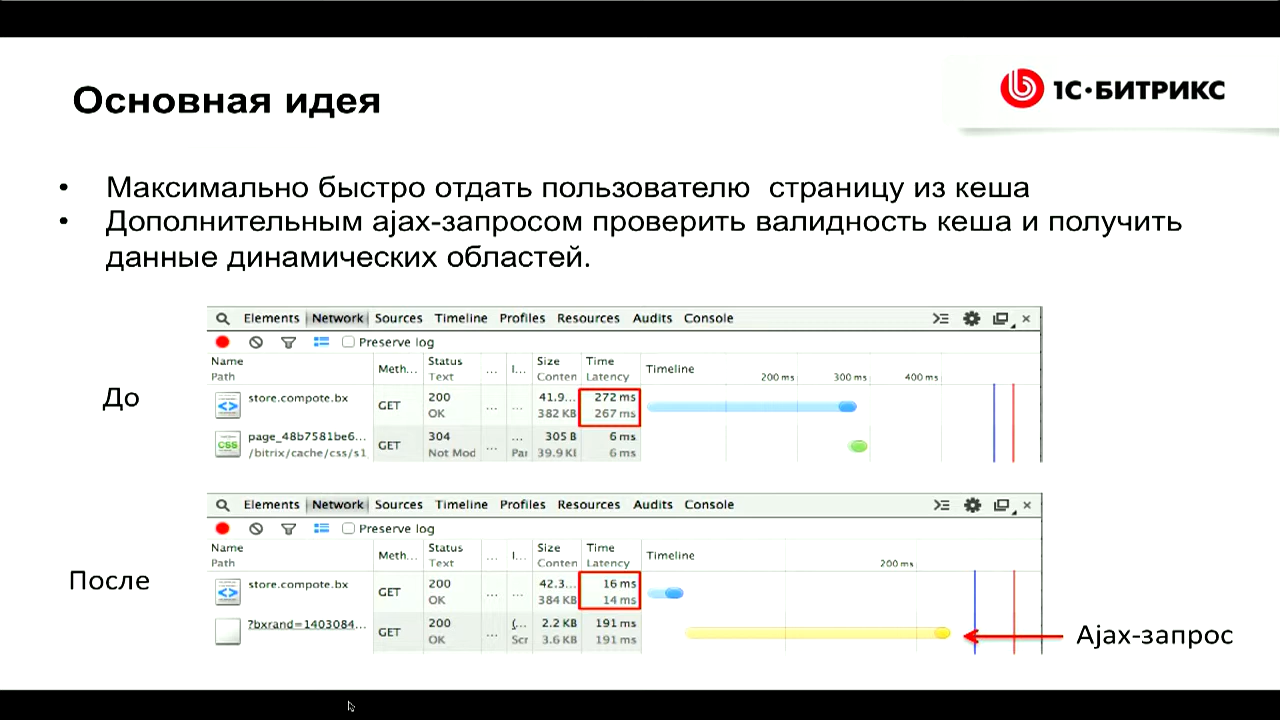 Основная идея
1С·БИТРИКС
• Максимально быстро отдать пользователю страницу из кеша
• Дополнительным ajax-запросом проверить валидность кеша и получить
данные динамических областей.
До
Elements Network Sources Timeline Profiles Resources Audits Console
Preserve log
Name Meth... Status ... I... Size Time Timeline
Path Text Conten Latency 200 ms 300 ms 400 ms
store.compote.bx GET 200 ... ... 41.9... 272 ms
OK 382 KB 267 ms
page_48b7581be6... GET 304 ... ... 305 B 6 ms
/bitrix/cache/css/s1 Not Mod Par 39.9 KI 6 ms
После
Elements Network Sources Timeline Profiles Resources Audits Console
Preserve log
Name Meth... Status ... I... Size Time Timeline
Path Text Conten Latency 200 ms
store.compote.bx GET 200 ... ... 42.3... 16 ms
OK 384 KB 14 ms
?bxrand=1403084... GET 200 ... (... 2.2 KB 191 ms
OK Scr 3.6 KB 191 ms
Ajax-запрос